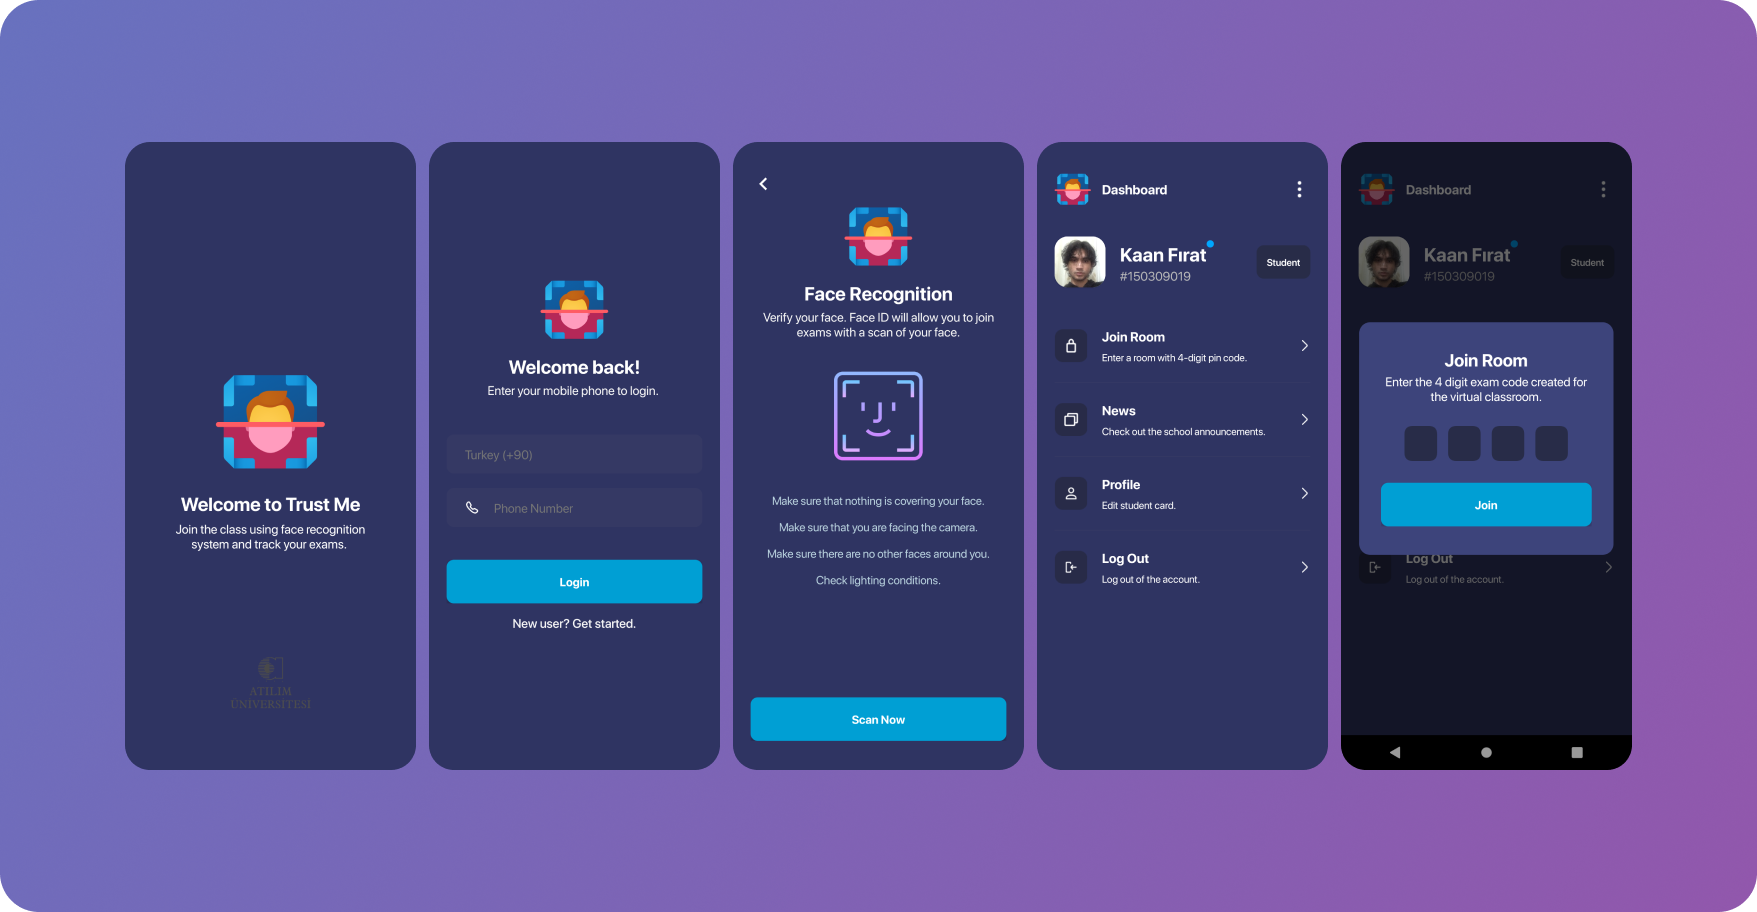 Welcome to Trust Me
Join the class using face recognition
system and track your exams.
ATILIM
ÜNİVERSİTESİ
Welcome back!
Enter your mobile phone to login.
Turkey (+90)
Phone Number
Login
New user? Get started.
Face Recognition
Verify your face. Face ID will allow you to join
exams with a scan of your face.
Make sure that nothing is covering your face.
Make sure that you are facing the camera.
Make sure there are no other faces around you.
Check lighting conditions.
Scan Now
Dashboard
Kaan Fırat
#150309019
Student
Join Room
Enter a room with 4-digit pin code.
News
Check out the school announcements.
Profile
Edit student card.
Log Out
Log out of the account.
Dashboard
Kaan Fırat
#150309019
Student
Join Room
Enter the 4 digit exam code created for
the virtual classroom.
Join
Log Out
Log out of the account.